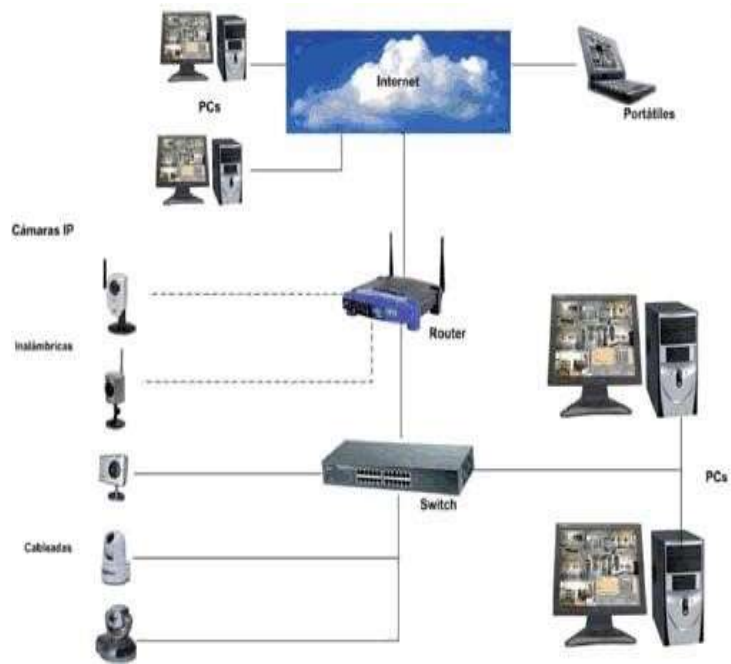 Internet
PCs
Portátiles
Cámaras IP
Router
Inalámbricas
PCs
Switch
Cableadas